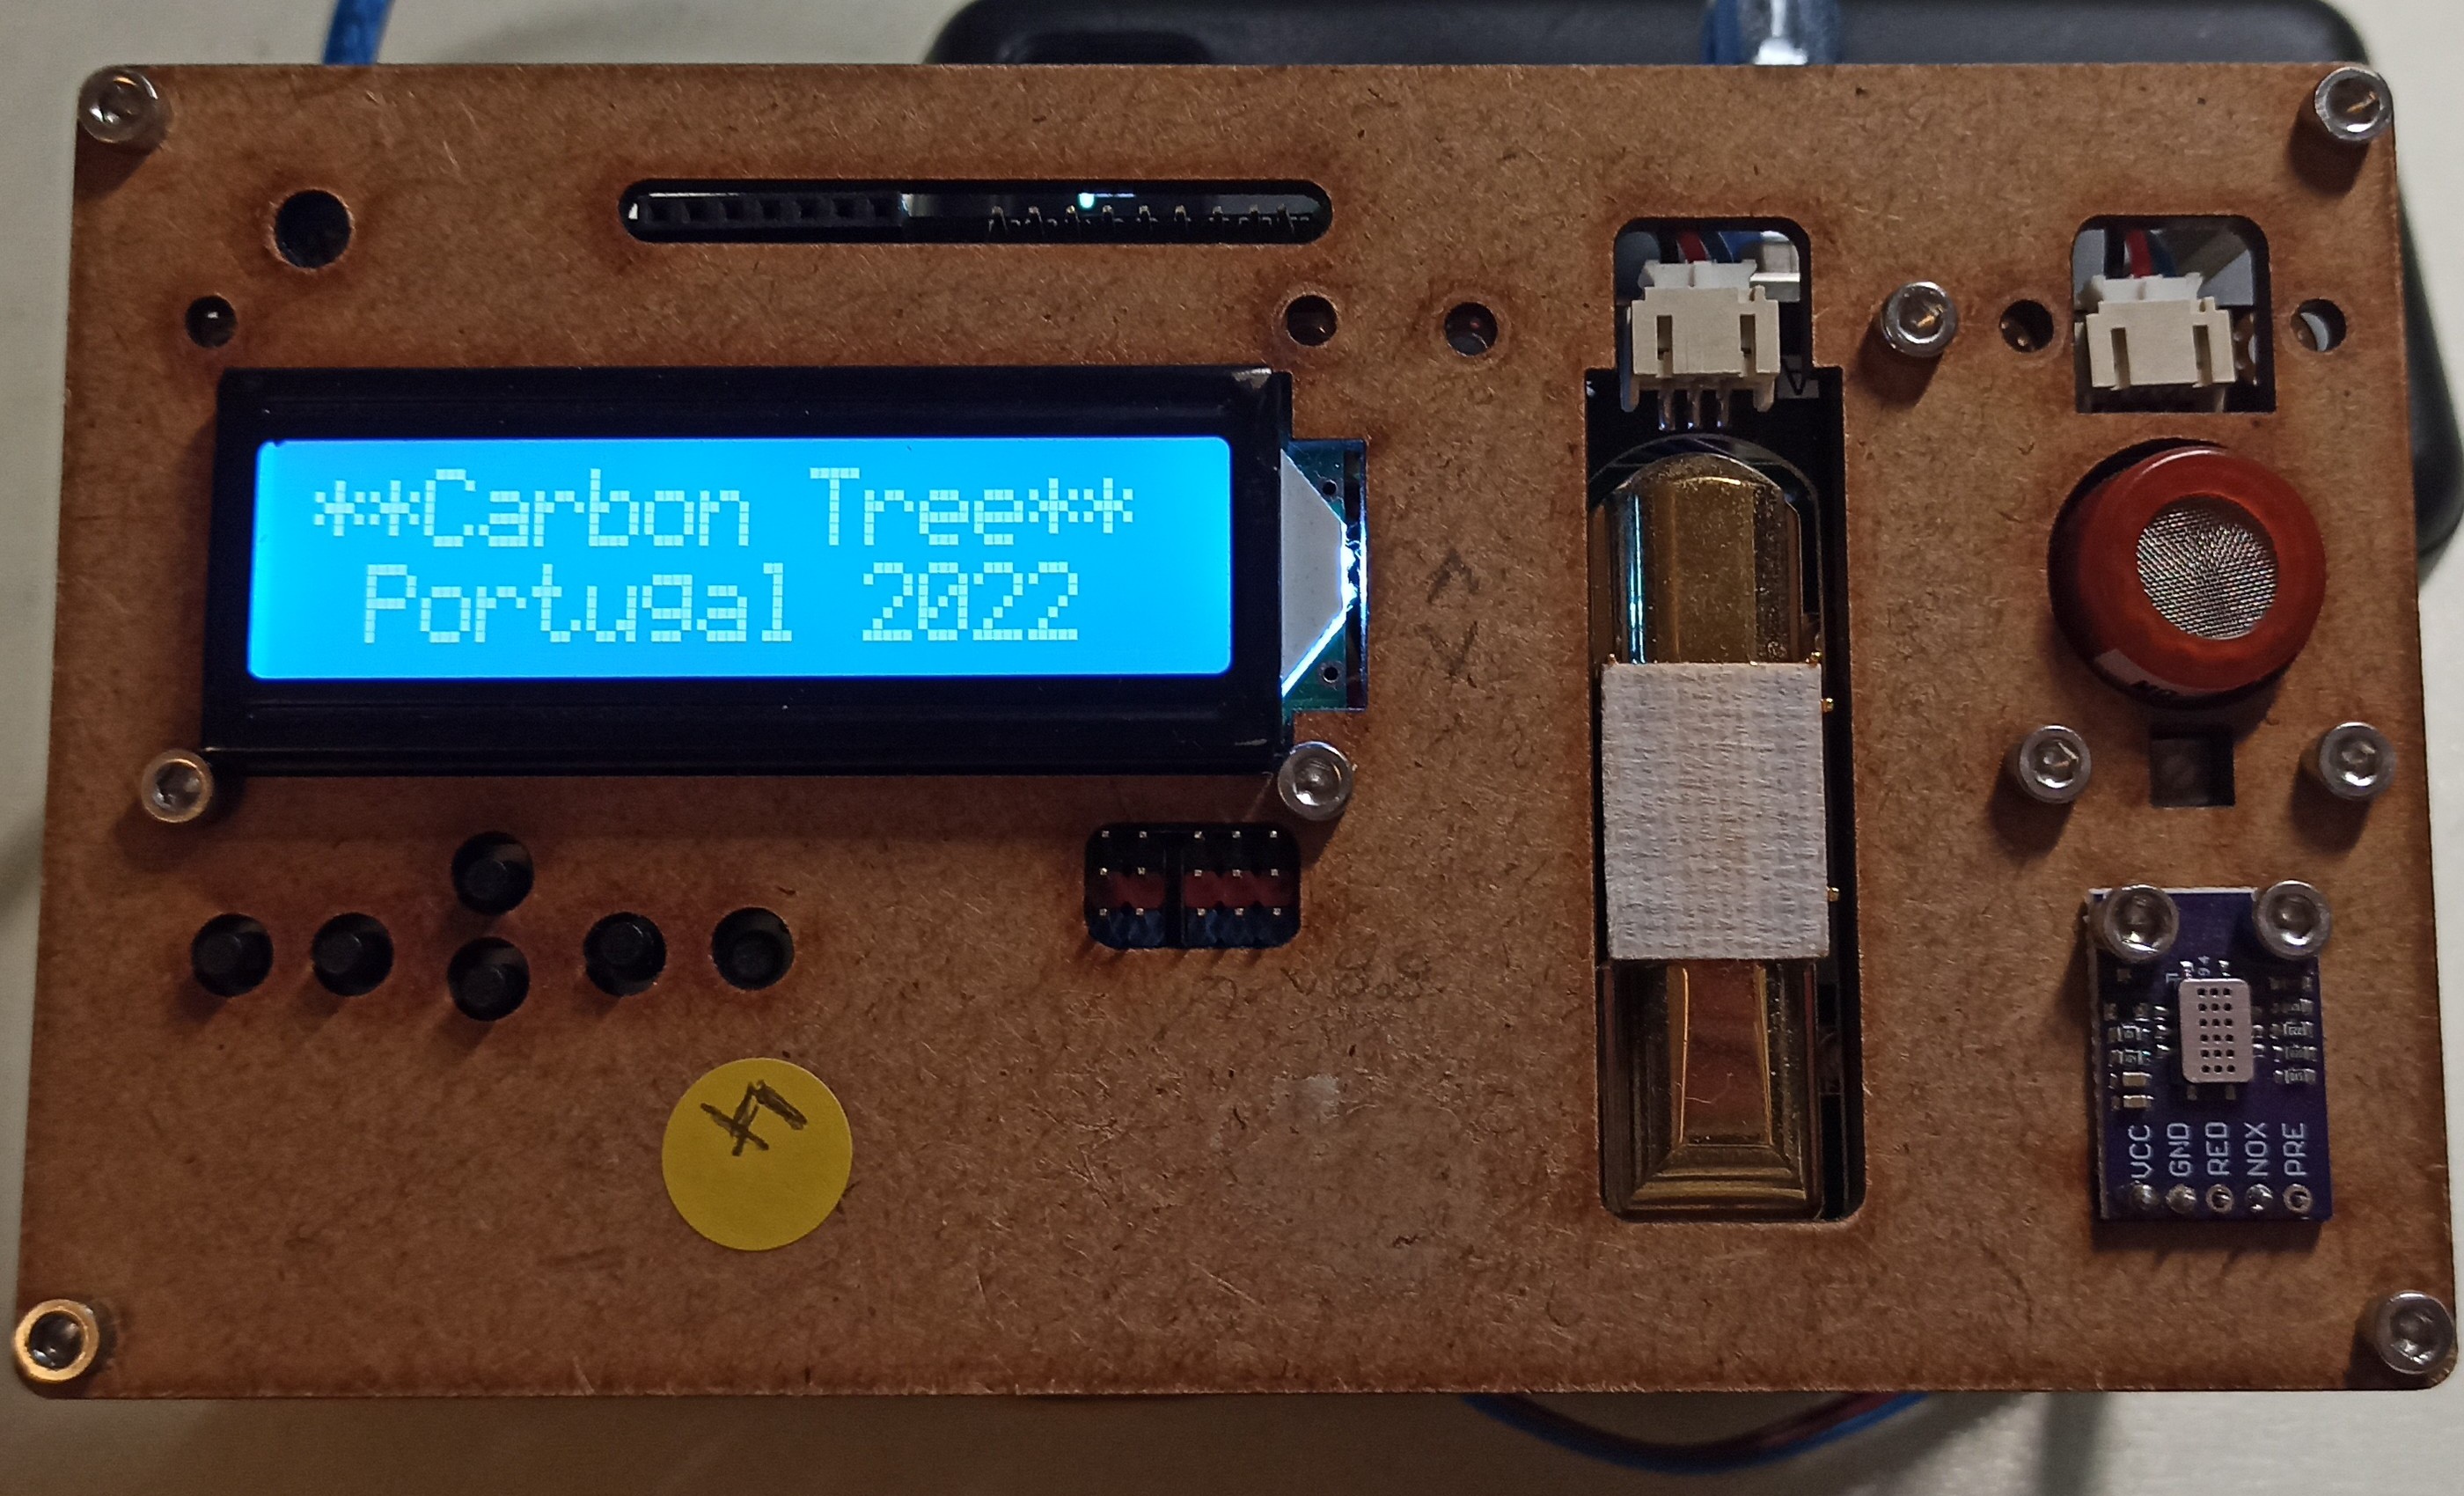 **Carbon Tree**
Portugal 2022
VCC
GND
RED
NOX
PRE